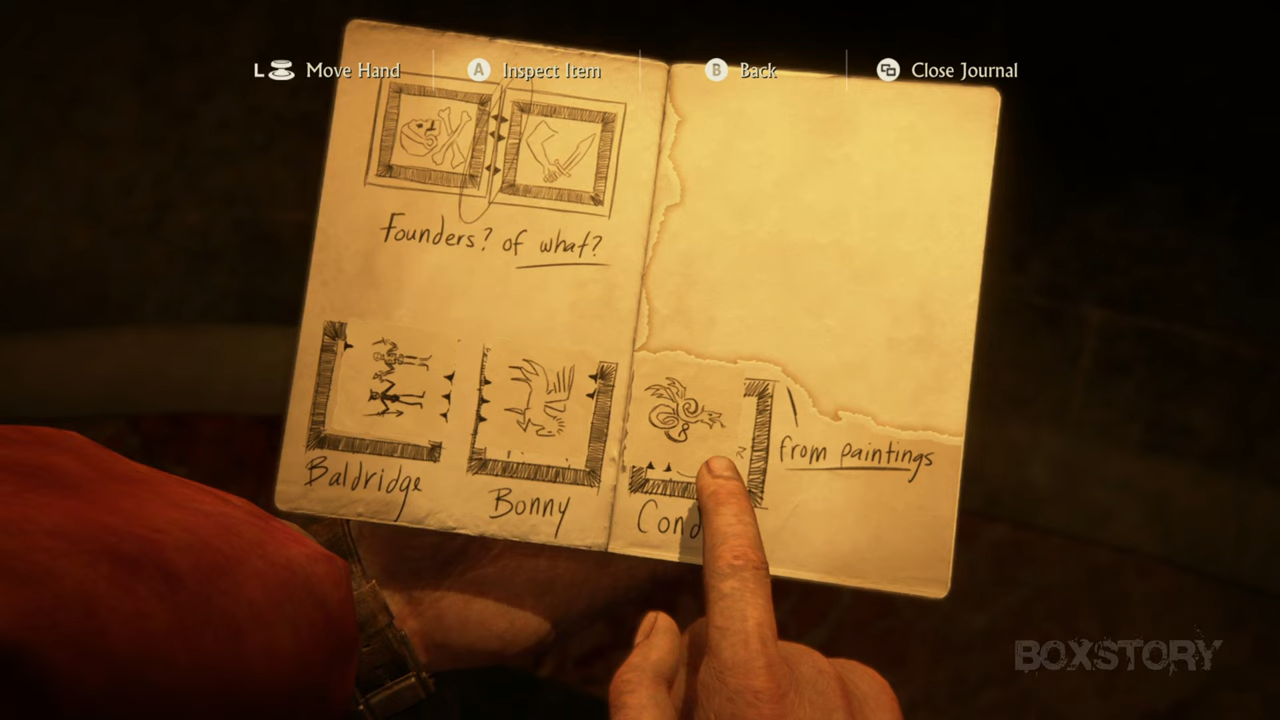 L Move Hand
A Inspect Item
B Back
Close Journal
Founders? of what?
Baldridge
Bonny
Cond
from paintings
BOXSTORY